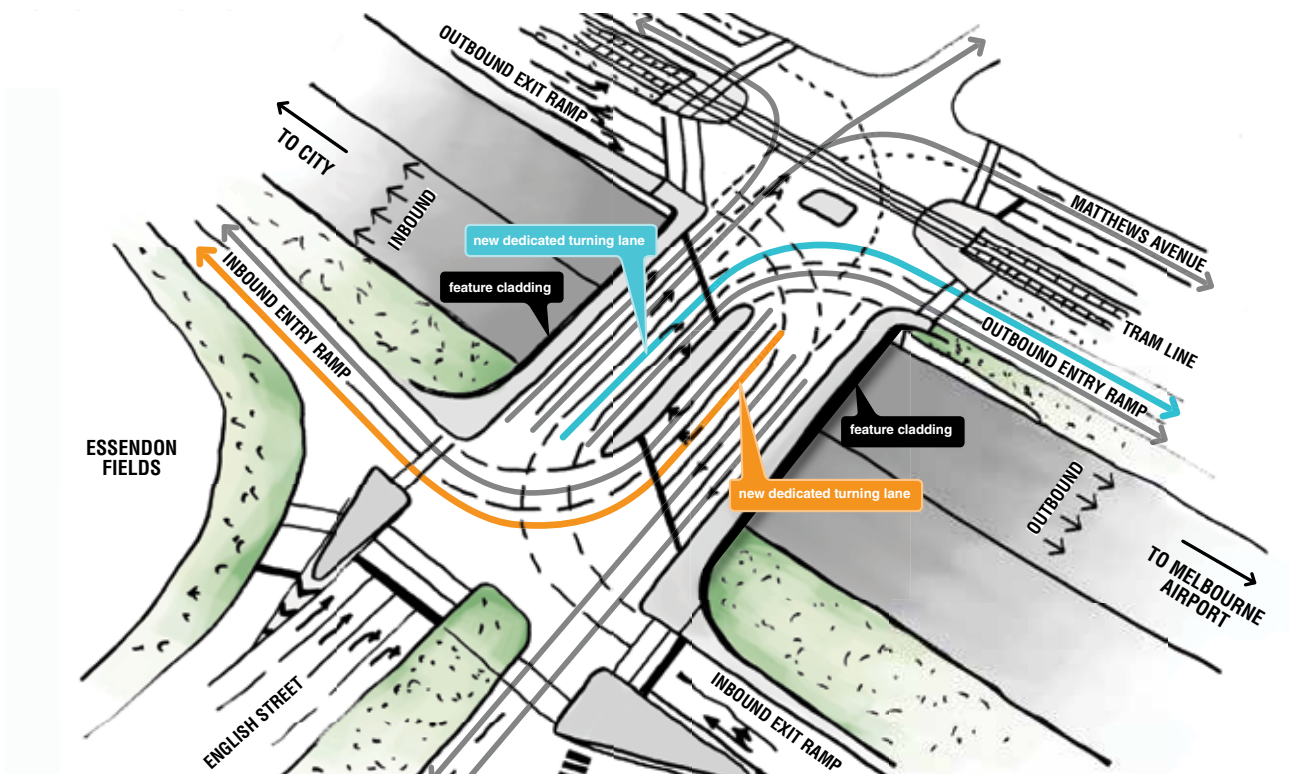 OUTBOUND EXIT RAMP
TO CITY
INBOUND
new dedicated turning lane
feature cladding
INBOUND ENTRY RAMP
MATTHEWS AVENUE
TRAM LINE
OUTBOUND ENTRY RAMP
ESSENDON
FIELDS
feature cladding
new dedicated turning lane
OUTBOUND
TO MELBOURNE
AIRPORT
ENGLISH STREET
INBOUND EXIT RAMP